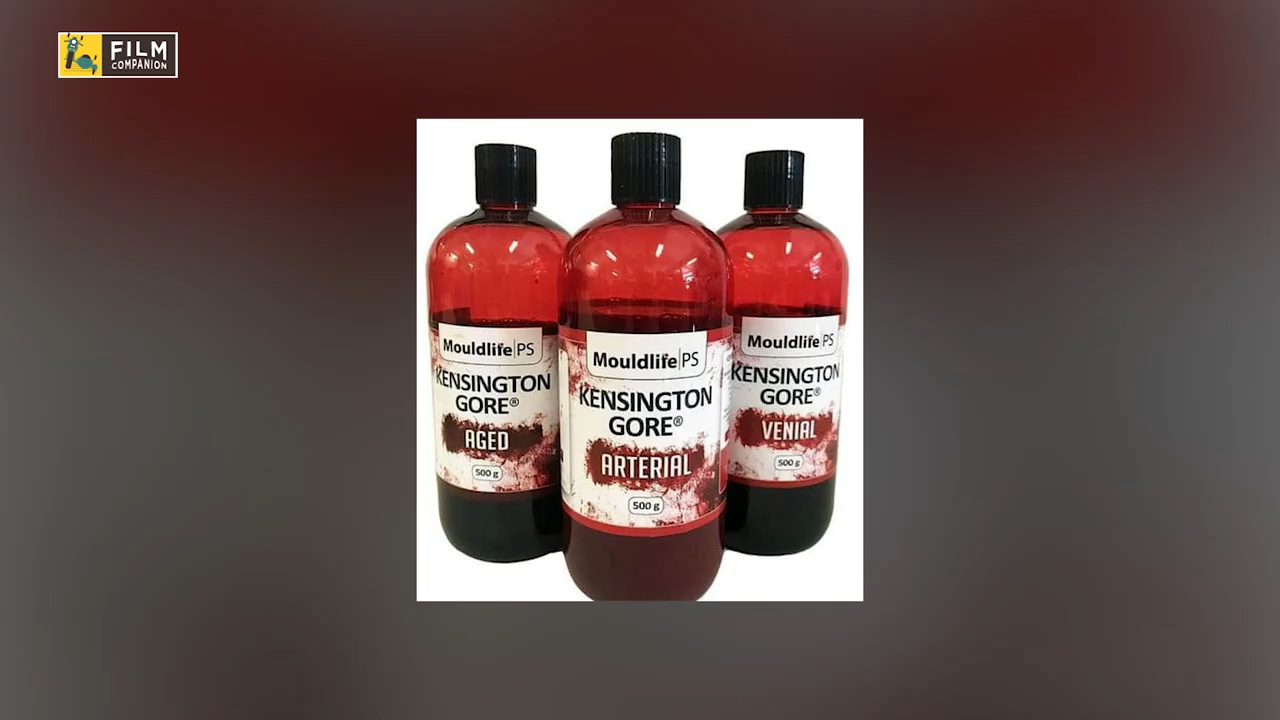 FILM
COMPANION
Mouldlife|PS
KENSINGTON
GORE®
AGED
500 g
Mouldlife|PS
KENSINGTON
GORE®
ARTERIAL
500 g
Mouldlife|PS
KENSINGTON
GORE®
VENIAL
500 g